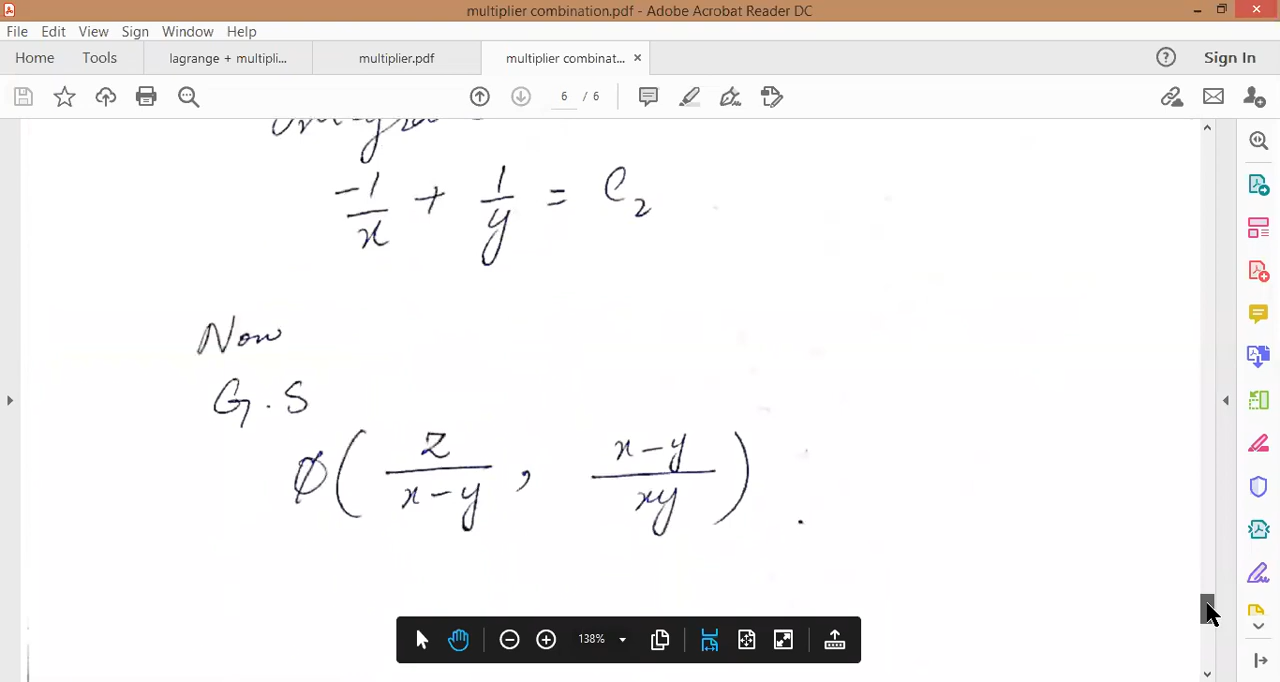 multiplier combination.pdf - Adobe Acrobat Reader DC
File Edit View Sign Window Help
Home Tools lagrange + multipli... multiplier.pdf multiplier combinat... × Sign In
6 / 6
-1/x + 1/y = C₂
Now
G.S
Ø( z/(x-y) , (x-y)/xy ) .
138%